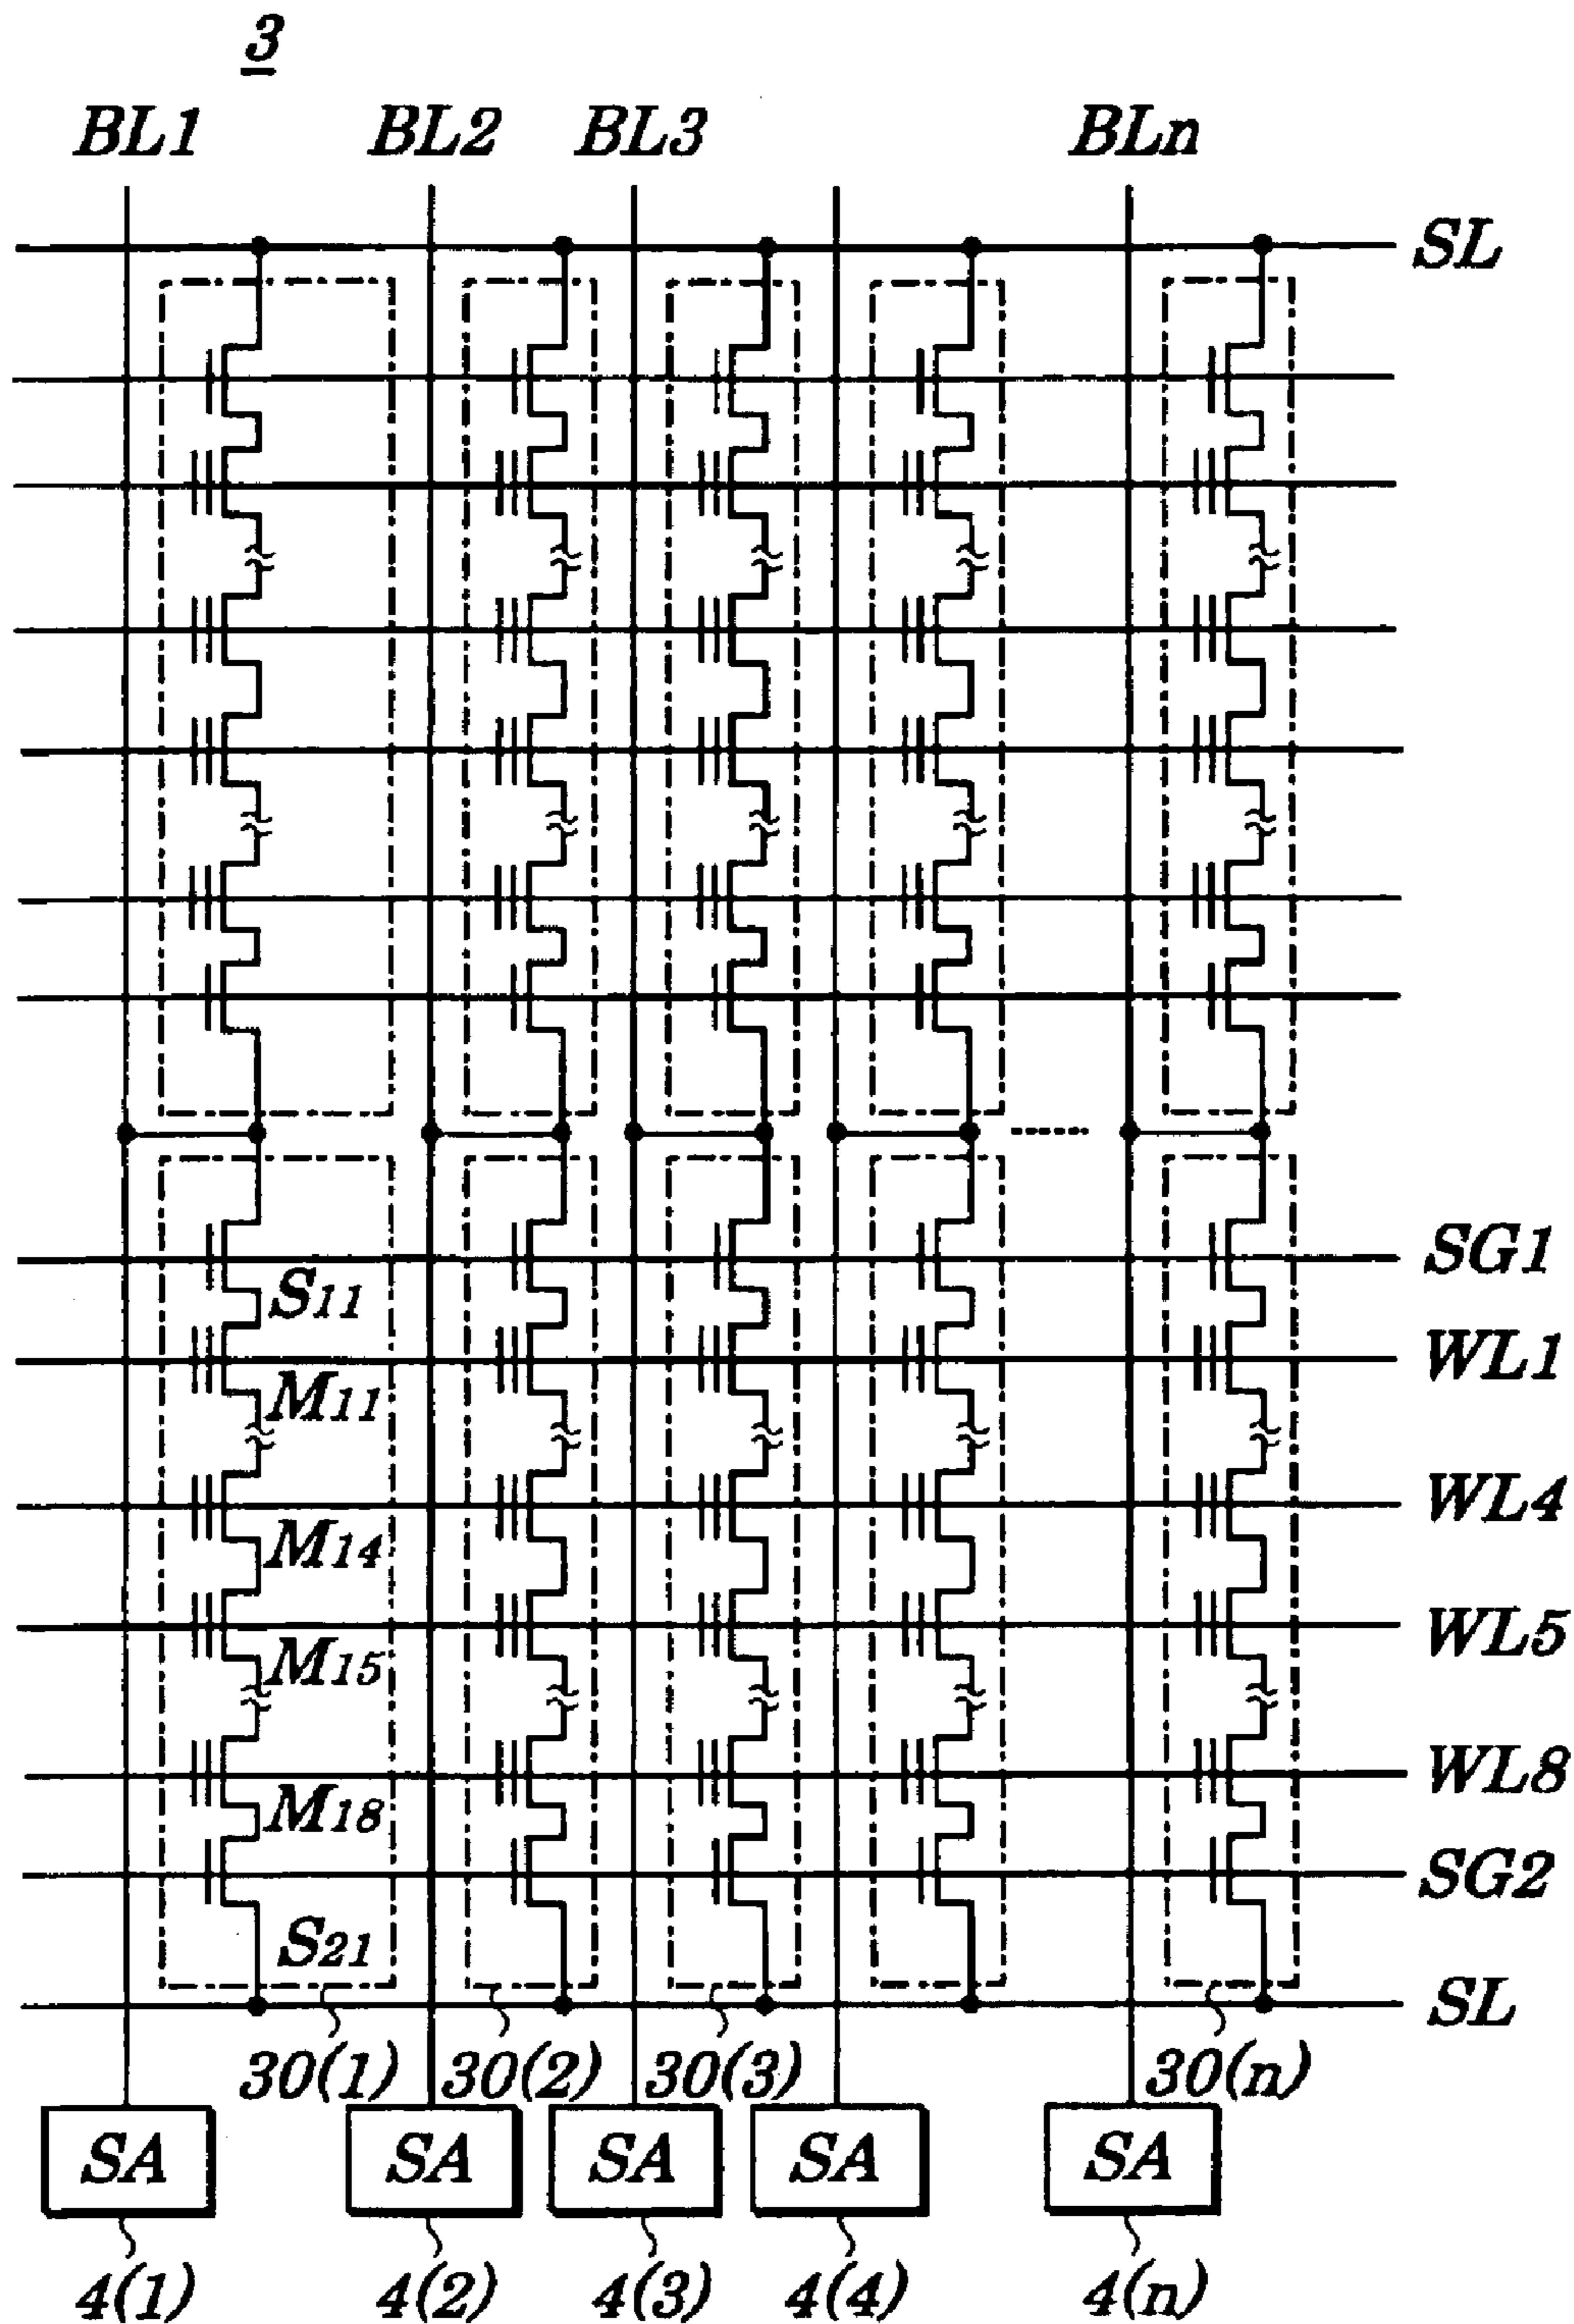 3
BL1 BL2 BL3 BLn
SL
SG1
S11
WL1
M11
WL4
M14
WL5
M15
WL8
M18
SG2
S21
SL
30(1) 30(2) 30(3) 30(n)
SA SA SA SA SA
4(1) 4(2) 4(3) 4(4) 4(n)